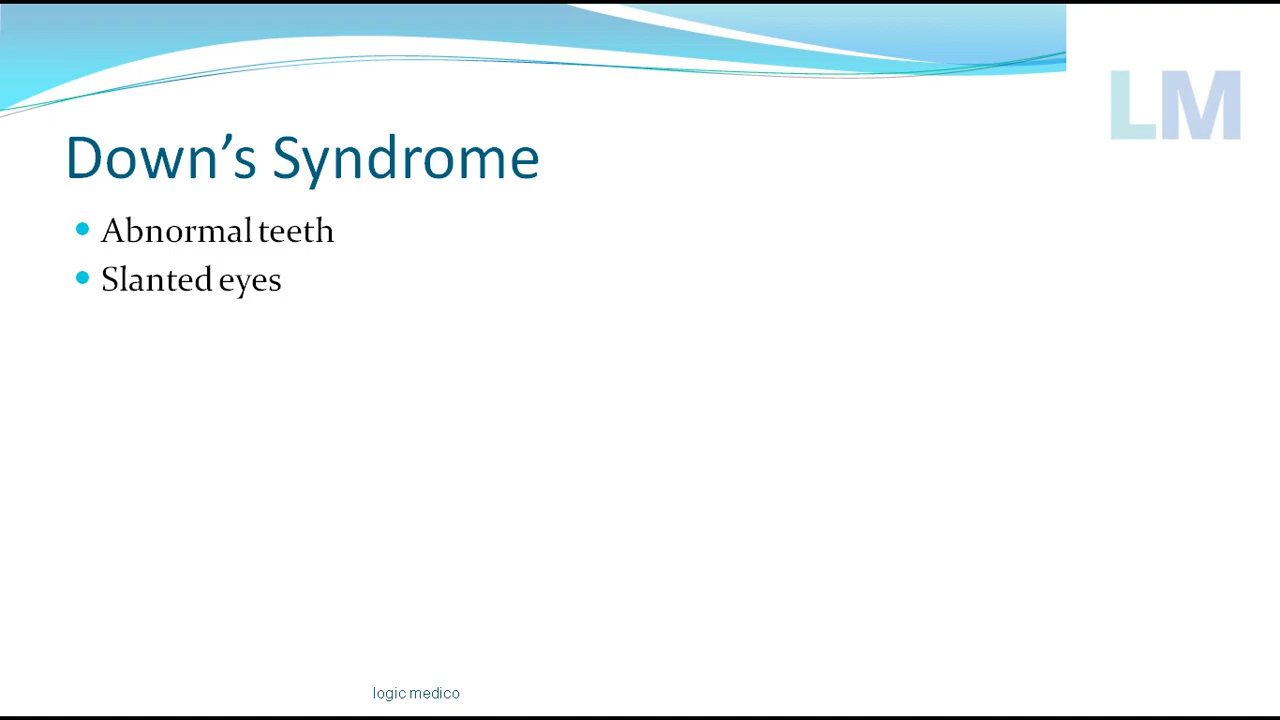 LM
Down’s Syndrome
• Abnormal teeth
• Slanted eyes
logic medico